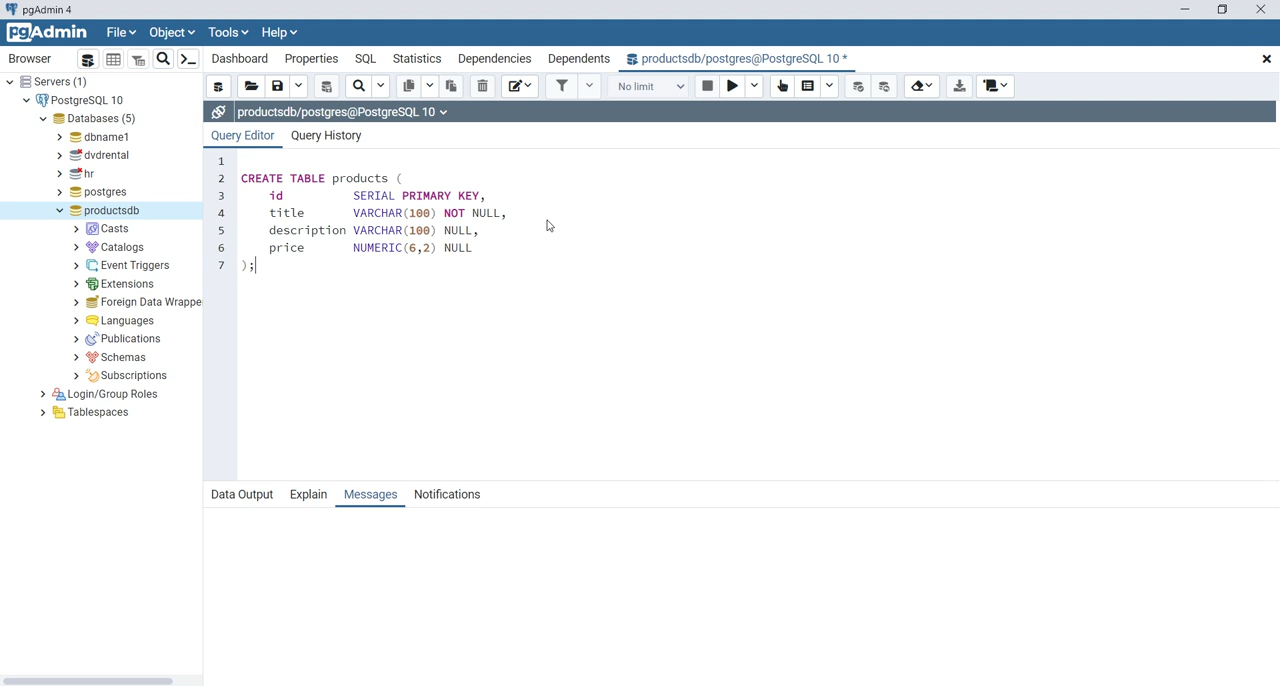 pgAdmin 4
pgAdmin File Object Tools Help
Browser Dashboard Properties SQL Statistics Dependencies Dependents productsdb/postgres@PostgreSQL 10 *
Servers (1)
No limit
PostgreSQL 10
productsdb/postgres@PostgreSQL 10
Databases (5)
dbname1
Query Editor Query History
dvdrental
hr
postgres
productsdb
Casts
Catalogs
Event Triggers
Extensions
Foreign Data Wrappe
Languages
Publications
Schemas
Subscriptions
Login/Group Roles
Tablespaces
1
2 CREATE TABLE products (
3 id SERIAL PRIMARY KEY,
4 title VARCHAR(100) NOT NULL,
5 description VARCHAR(100) NULL,
6 price NUMERIC(6,2) NULL
7 );
Data Output Explain Messages Notifications